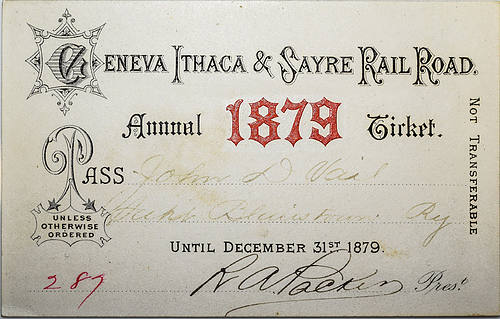 GENEVA ITHACA & SAYRE RAIL ROAD.
Annual 1879 Ticket.
PASS John D Vail
Ry
UNLESS OTHERWISE ORDERED
UNTIL DECEMBER 31ST 1879.
287 R A Packer Prest.
NOT TRANSFERABLE